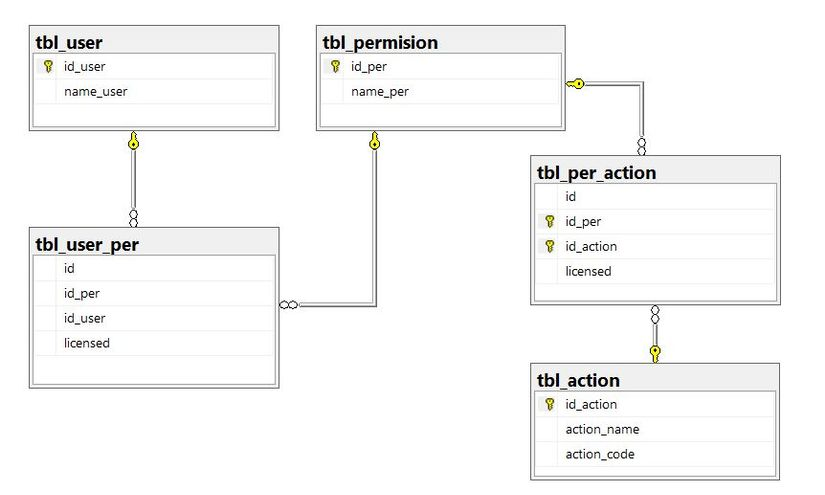 tbl_user
id_user
name_user
tbl_permision
id_per
name_per
tbl_per_action
id
id_per
id_action
licensed
tbl_user_per
id
id_per
id_user
licensed
tbl_action
id_action
action_name
action_code